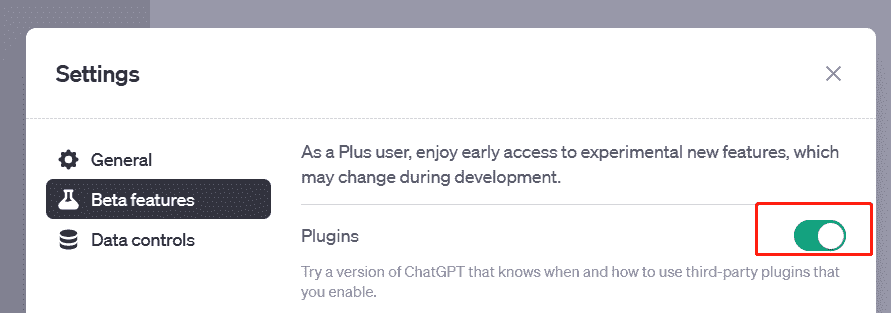 Settings
General
Beta features
Data controls
As a Plus user, enjoy early access to experimental new features, which
may change during development.
Plugins
Try a version of ChatGPT that knows when and how to use third-party plugins that
you enable.